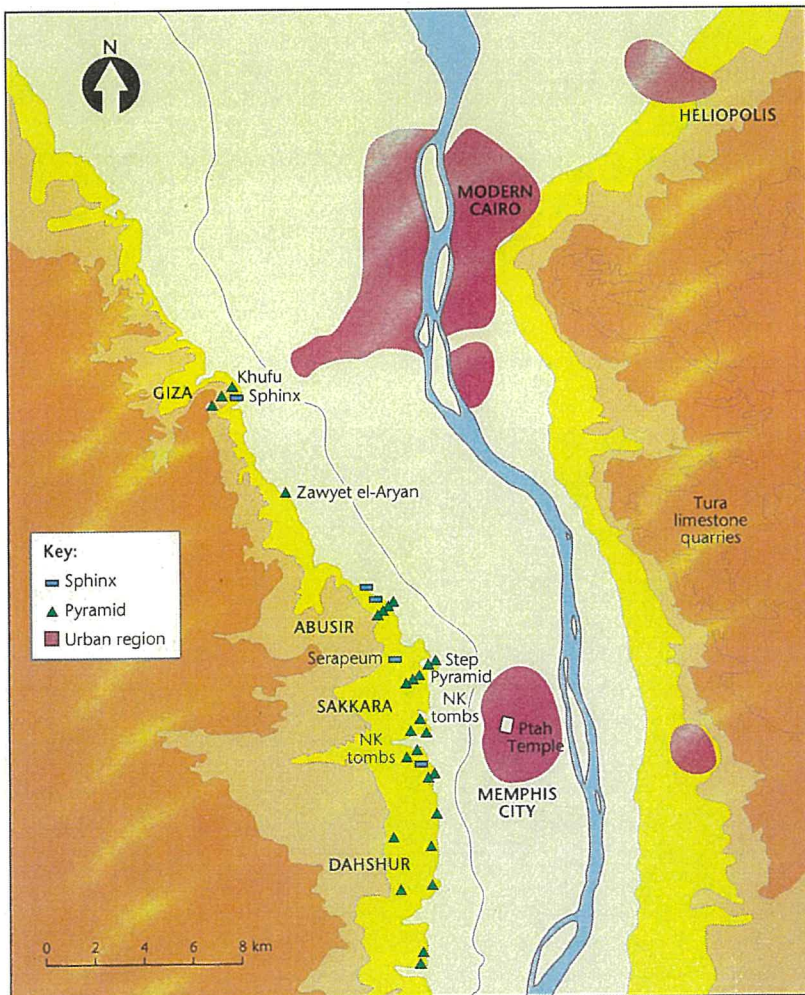 N
HELIOPOLIS
MODERN
CAIRO
Khufu
GIZA
Sphinx
Zawyet el-Aryan
Tura
limestone
quarries
Key:
Sphinx
Pyramid
Urban region
ABUSIR
Serapeum
Step
Pyramid
SAKKARA
NK
tombs
NK
tombs
Ptah
Temple
MEMPHIS
CITY
DAHSHUR
0 2 4 6 8 km